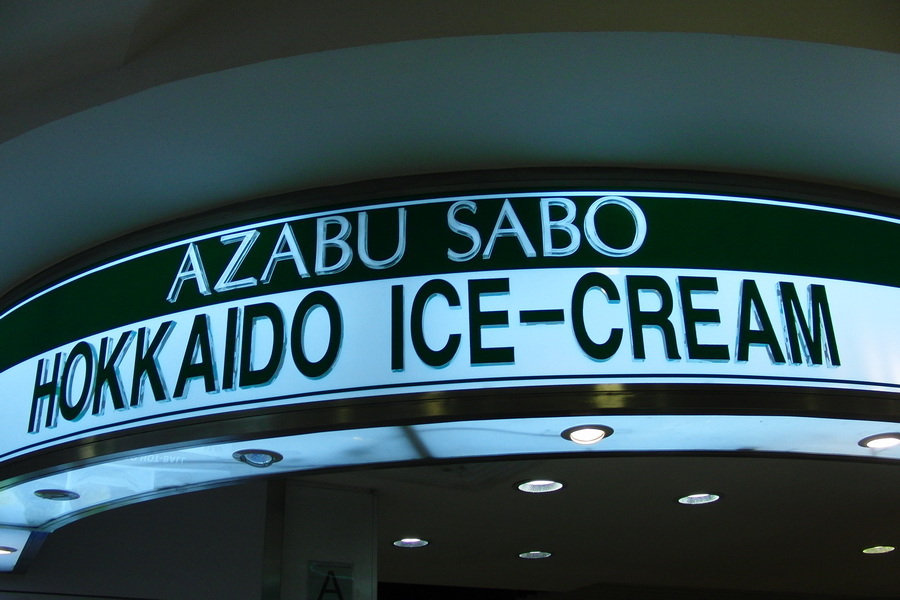 AZABU SABO
HOKKAIDO ICE-CREAM
A